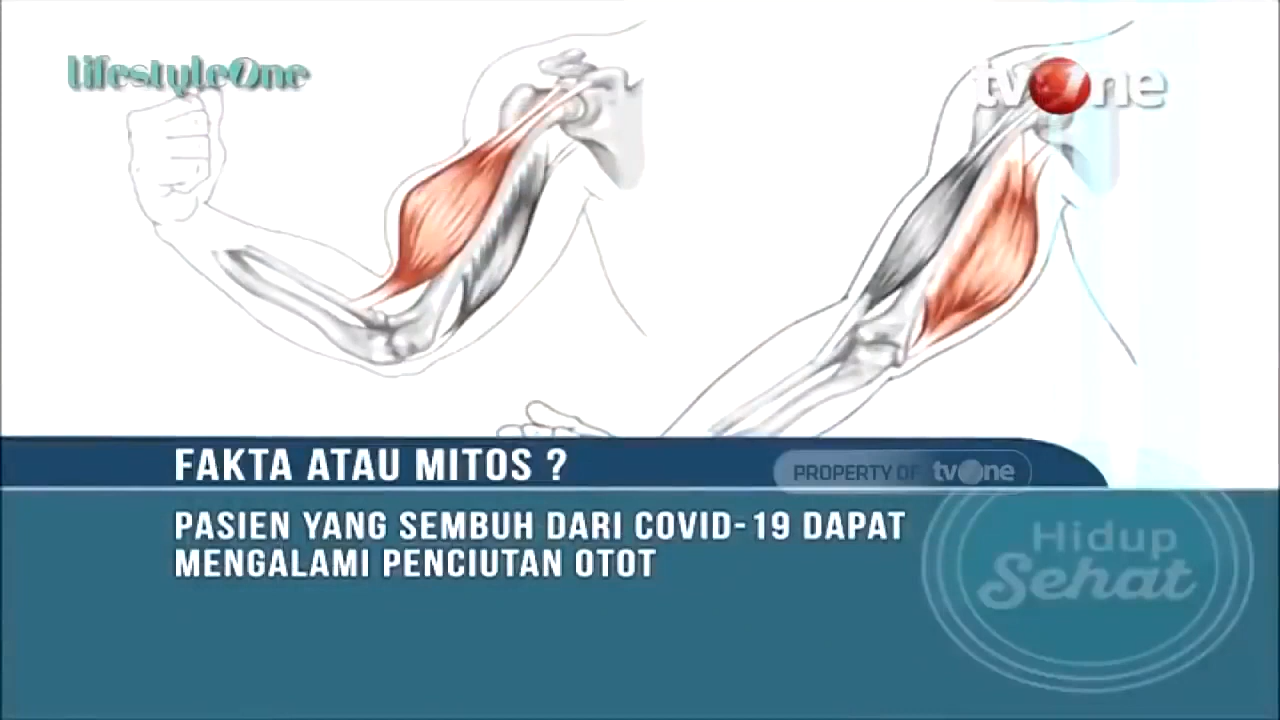 LifestyleOne
tvOne
FAKTA ATAU MITOS ?
PROPERTY OF tvOne
PASIEN YANG SEMBUH DARI COVID-19 DAPAT
MENGALAMI PENCIUTAN OTOT
Hidup
Sehat